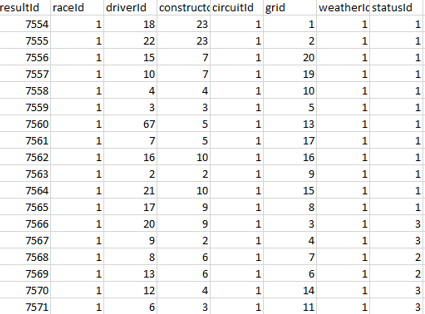 resultId raceId driverId constructo circuitId grid weatherId statusId
7554 1 18 23 1 1 1 1
7555 1 22 23 1 2 1 1
7556 1 15 7 1 20 1 1
7557 1 10 7 1 19 1 1
7558 1 4 4 1 10 1 1
7559 1 3 3 1 5 1 1
7560 1 67 5 1 13 1 1
7561 1 7 5 1 17 1 1
7562 1 16 10 1 16 1 1
7563 1 2 2 1 9 1 1
7564 1 21 10 1 15 1 1
7565 1 17 9 1 8 1 1
7566 1 20 9 1 3 1 3
7567 1 9 2 1 4 1 3
7568 1 8 6 1 7 1 2
7569 1 13 6 1 6 1 2
7570 1 12 4 1 14 1 3
7571 1 6 3 1 11 1 3